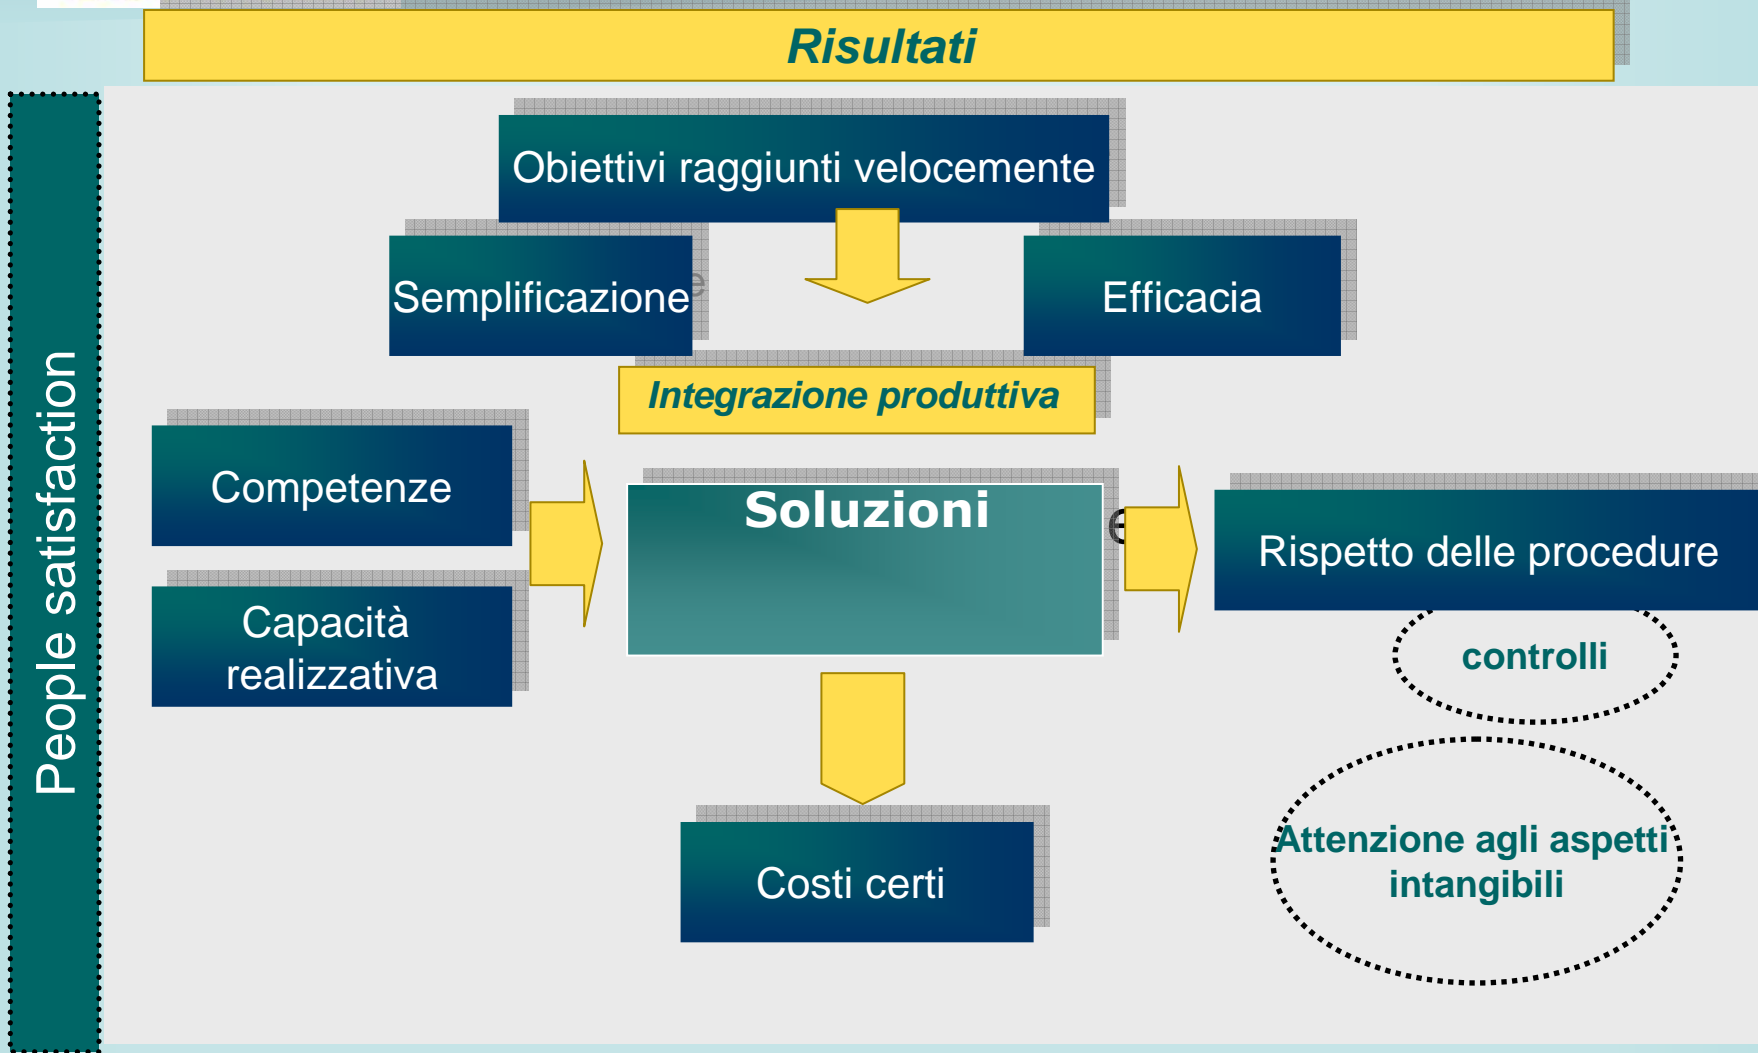 Risultati
Obiettivi raggiunti velocemente
Semplificazione
Efficacia
Integrazione produttiva
People satisfaction
Competenze
Soluzioni
Rispetto delle procedure
Capacità
realizzativa
controlli
Attenzione agli aspetti
intangibili
Costi certi